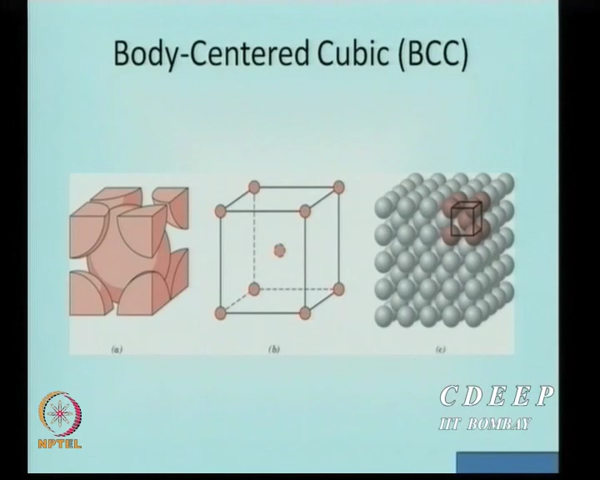 Body-Centered Cubic (BCC)
(a)
(b)
(c)
CDEEP
IIT BOMBAY
NPTEL